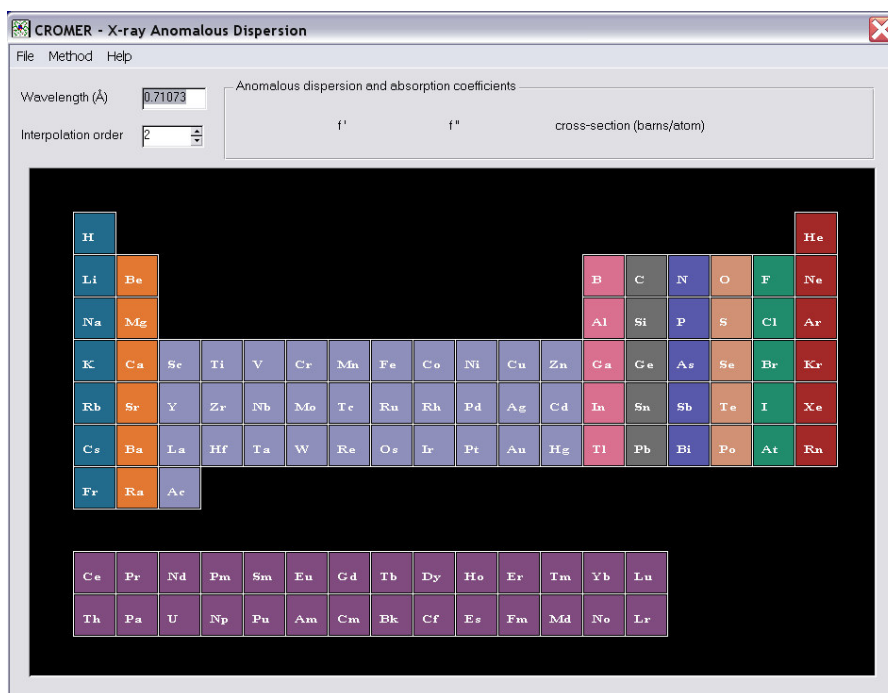 CROMER - X-ray Anomalous Dispersion
File Method Help
Wavelength (Å) 0.71073
Interpolation order 2
Anomalous dispersion and absorption coefficients
f' f" cross-section (barns/atom)
H He
Li Be B C N O F Ne
Na Mg Al Si P S Cl Ar
K Ca Sc Ti V Cr Mn Fe Co Ni Cu Zn Ga Ge As Se Br Kr
Rb Sr Y Zr Nb Mo Tc Ru Rh Pd Ag Cd In Sn Sb Te I Xe
Cs Ba La Hf Ta W Re Os Ir Pt Au Hg Tl Pb Bi Po At Rn
Fr Ra Ac
Ce Pr Nd Pm Sm Eu Gd Tb Dy Ho Er Tm Yb Lu
Th Pa U Np Pu Am Cm Bk Cf Es Fm Md No Lr